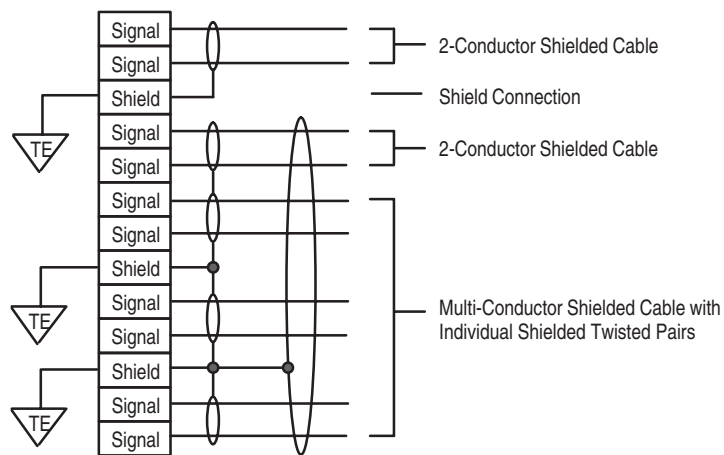 Signal
Signal
Shield
Signal
Signal
Signal
Signal
Shield
Signal
Signal
Shield
Signal
Signal
TE
TE
TE
2-Conductor Shielded Cable
Shield Connection
2-Conductor Shielded Cable
Multi-Conductor Shielded Cable with
Individual Shielded Twisted Pairs